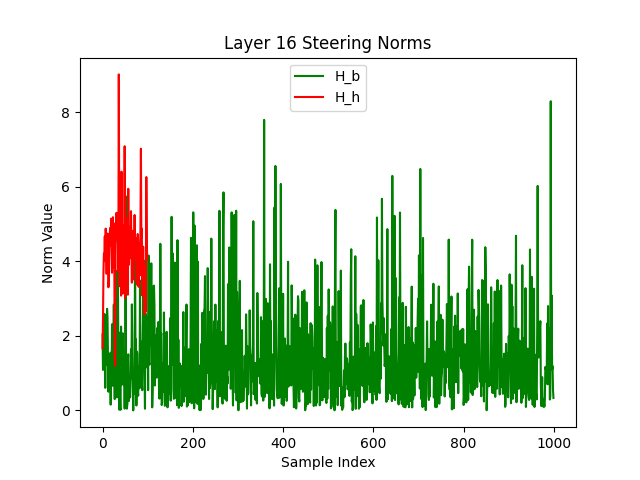 Layer 16 Steering Norms
H_b
H_h
8
6
4
2
0
Norm Value
0 200 400 600 800 1000
Sample Index